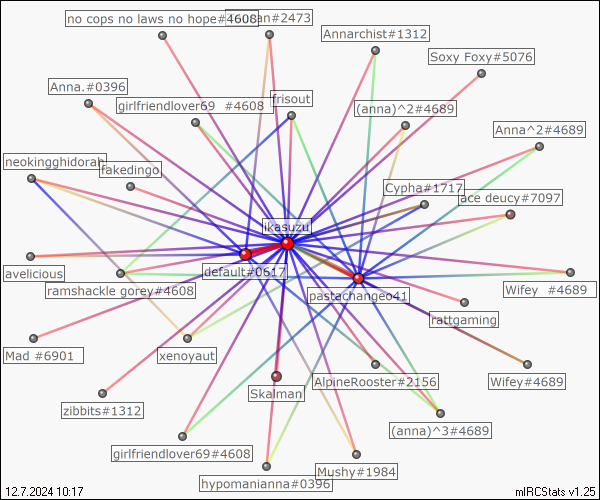 no cops no laws no hope#4608
an#2473
Annarchist#1312
Soxy Foxy#5076
Anna.#0396
girlfriendlover69 #4608
frisout
(anna)^2#4689
Anna^2#4689
neokingghidorah
fakedingo
Cypha#1717
ace deucy#7097
ikasuzu
avelicious
default#0617
ramshackle gorey#4608
pastachangeo41
Wifey #4689
rattgaming
Mad #6901
xenoyaut
Skalman
AlpineRooster#2156
Wifey#4689
zibbits#1312
(anna)^3#4689
girlfriendlover69#4608
hypomanianna#0396
Mushy#1984
12.7.2024 10:17
mIRCStats v1.25